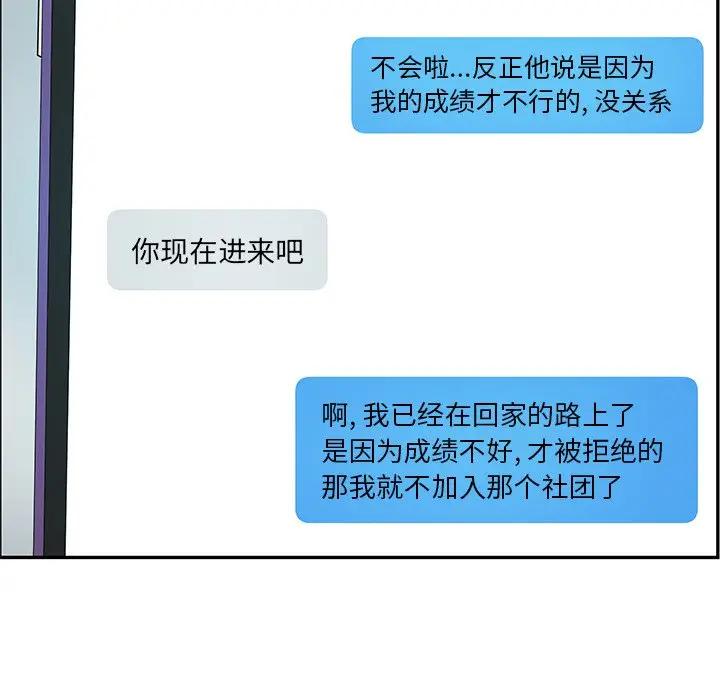 不会啦...反正他说是因为
我的成绩才不行的, 没关系
你现在进来吧
啊, 我已经在回家的路上了
是因为成绩不好, 才被拒绝的
那我就不加入那个社团了